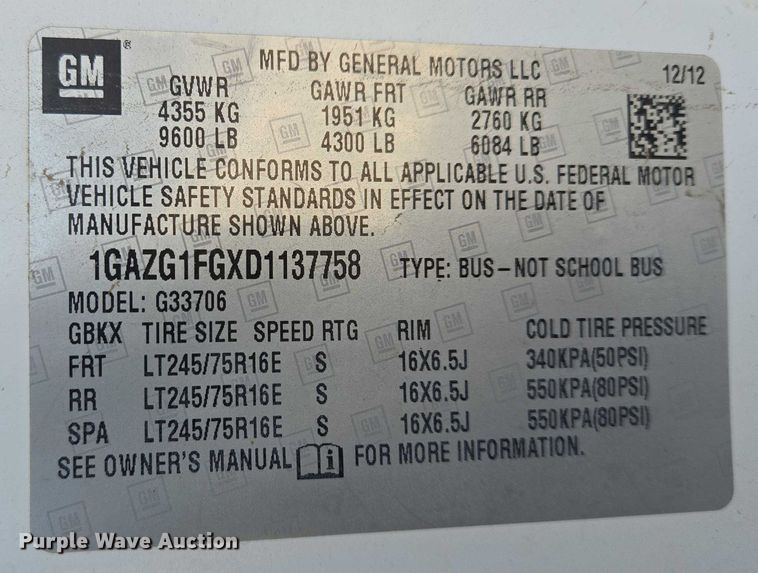 GM ®
MFD BY GENERAL MOTORS LLC 12/12
GVWR GAWR FRT GAWR RR
4355 KG 1951 KG 2760 KG
9600 LB 4300 LB 6084 LB
THIS VEHICLE CONFORMS TO ALL APPLICABLE U.S. FEDERAL MOTOR
VEHICLE SAFETY STANDARDS IN EFFECT ON THE DATE OF
MANUFACTURE SHOWN ABOVE.
1GAZG1FGXD1137758 TYPE: BUS-NOT SCHOOL BUS
MODEL: G33706
GBKX TIRE SIZE SPEED RTG RIM COLD TIRE PRESSURE
FRT LT245/75R16E S 16X6.5J 340KPA(50PSI)
RR LT245/75R16E S 16X6.5J 550KPA(80PSI)
SPA LT245/75R16E S 16X6.5J 550KPA(80PSI)
SEE OWNER'S MANUAL i FOR MORE INFORMATION.
Purple Wave Auction